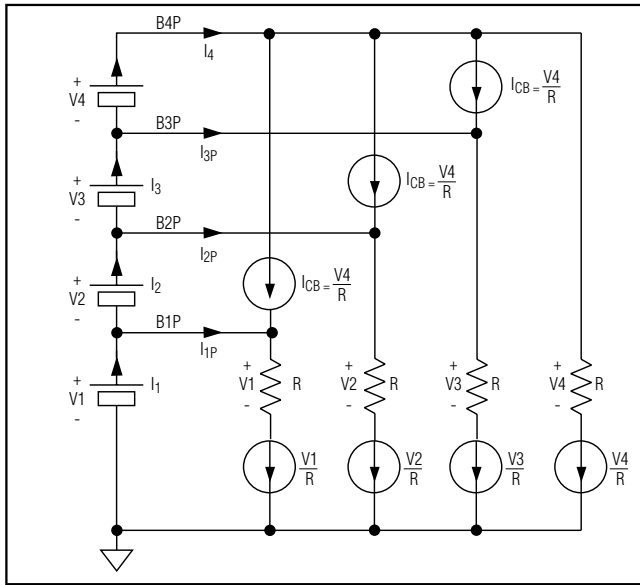 B4P
I4
ICB = V4/R
+
V4
-
B3P
I3P
+
V3
-
I3
ICB = V4/R
B2P
I2P
+
V2
-
I2
ICB = V4/R
B1P
I1P
+
V1
-
I1
+
V1
-
R
+
V2
-
R
+
V3
-
R
+
V4
-
R
V1/R
V2/R
V3/R
V4/R